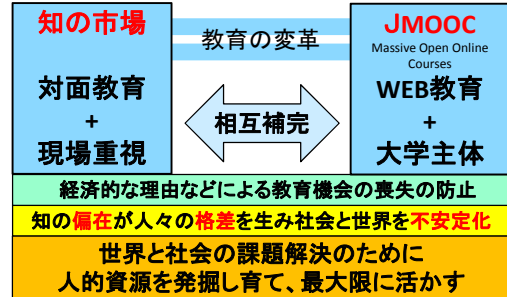 知の市場
対面教育
+
現場重視
教育の変革
相互補完
JMOOC
Massive Open Online
Courses
WEB教育
+
大学主体
経済的な理由などによる教育機会の喪失の防止
知の偏在が人々の格差を生み社会と世界を不安定化
世界と社会の課題解決のために
人的資源を発掘し育て、最大限に活かす